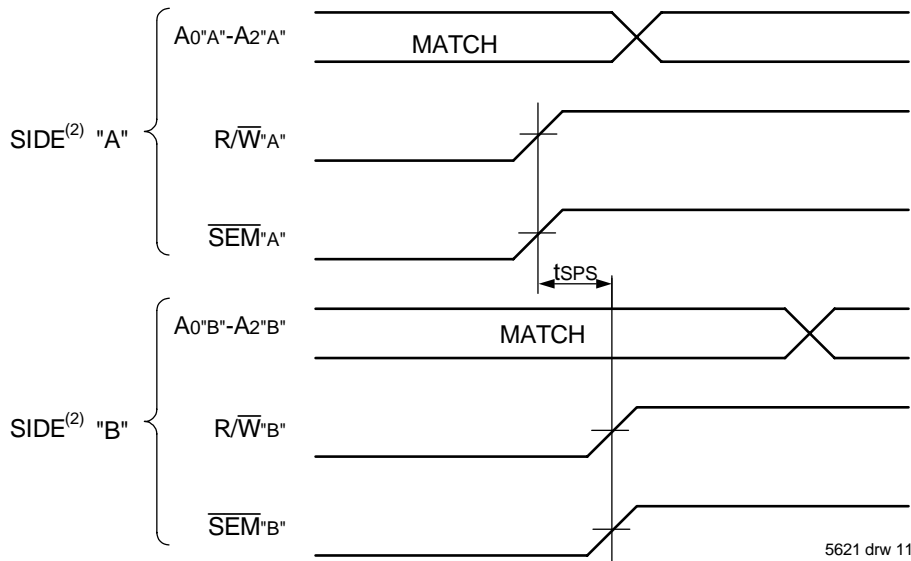 A0"A"-A2"A"
MATCH
SIDE(2) "A"
R/W"A"
SEM"A"
tSPS
A0"B"-A2"B"
MATCH
SIDE(2) "B"
R/W"B"
SEM"B"
5621 drw 11